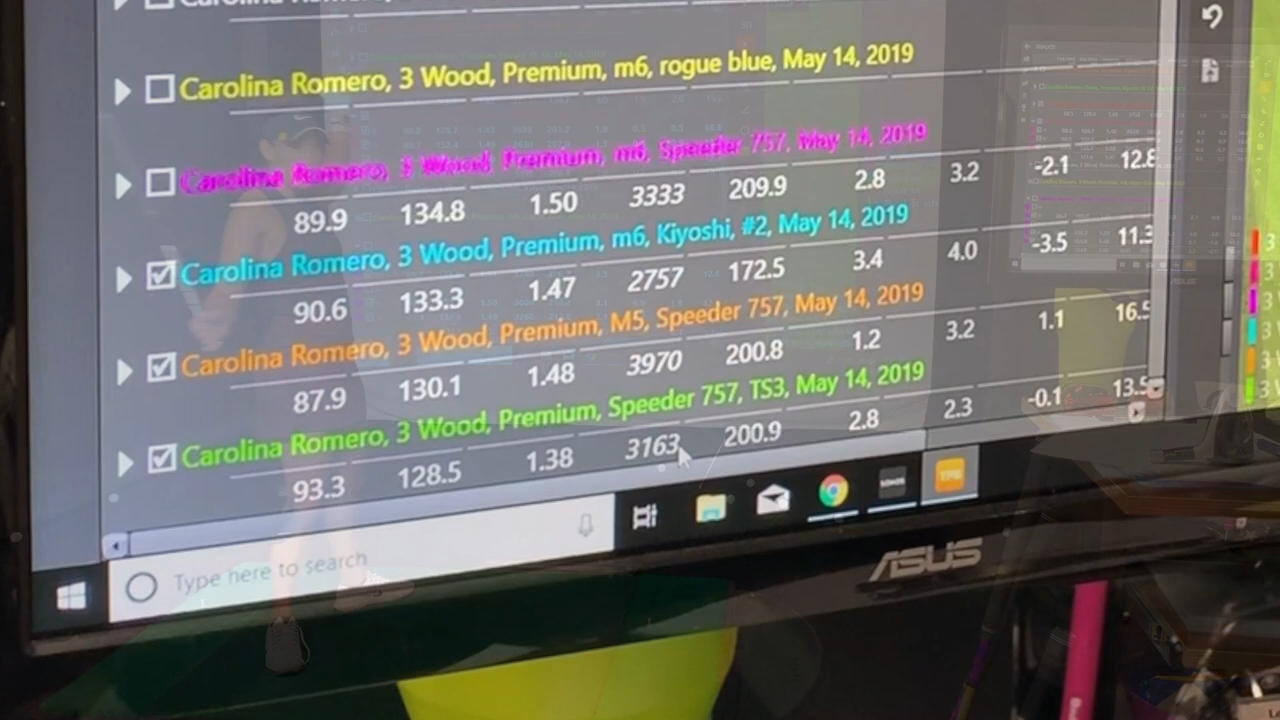 Carolina Romero, 3 Wood, Premium, m6, rogue blue, May 14, 2019
Carolina Romero, 3 Wood, Premium, m6, Speeder 757, May 14, 2019
89.9 134.8 1.50 3333 209.9 2.8 3.2 -2.1 12.8
Carolina Romero, 3 Wood, Premium, m6, Kiyoshi, #2, May 14, 2019
90.6 133.3 1.47 2757 172.5 3.4 4.0 -3.5 11.3
Carolina Romero, 3 Wood, Premium, M5, Speeder 757, May 14, 2019
87.9 130.1 1.48 3970 200.8 1.2 3.2 1.1 16.5
Carolina Romero, 3 Wood, Premium, Speeder 757, TS3, May 14, 2019
93.3 128.5 1.38 3163 200.9 2.8 2.3 -0.1 13.5
Type here to search
ASUS